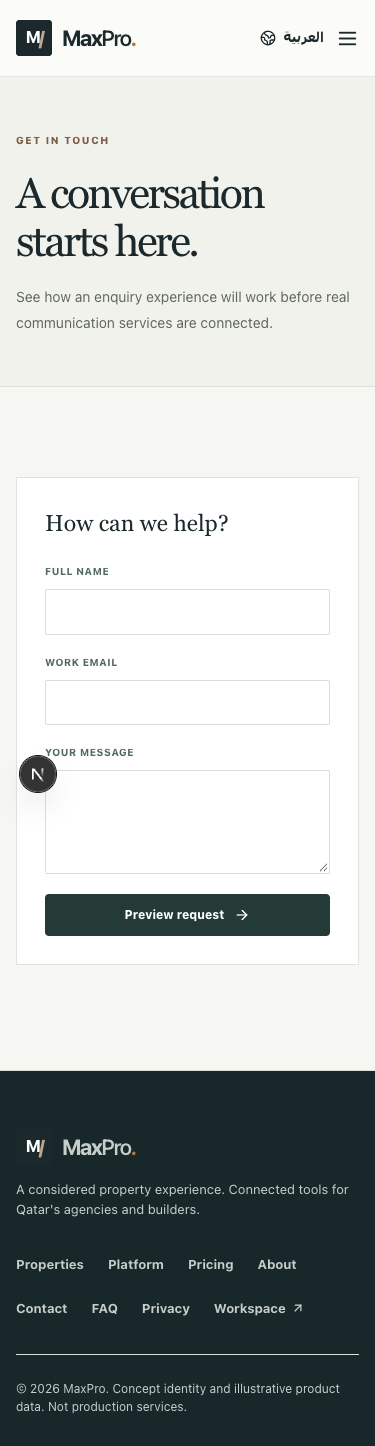 M/ MaxPro.
العربية
GET IN TOUCH
A conversation
starts here.
See how an enquiry experience will work before real
communication services are connected.
How can we help?
FULL NAME
WORK EMAIL
YOUR MESSAGE
N
Preview request →
M/ MaxPro.
A considered property experience. Connected tools for
Qatar's agencies and builders.
Properties Platform Pricing About
Contact FAQ Privacy Workspace ↗
© 2026 MaxPro. Concept identity and illustrative product
data. Not production services.